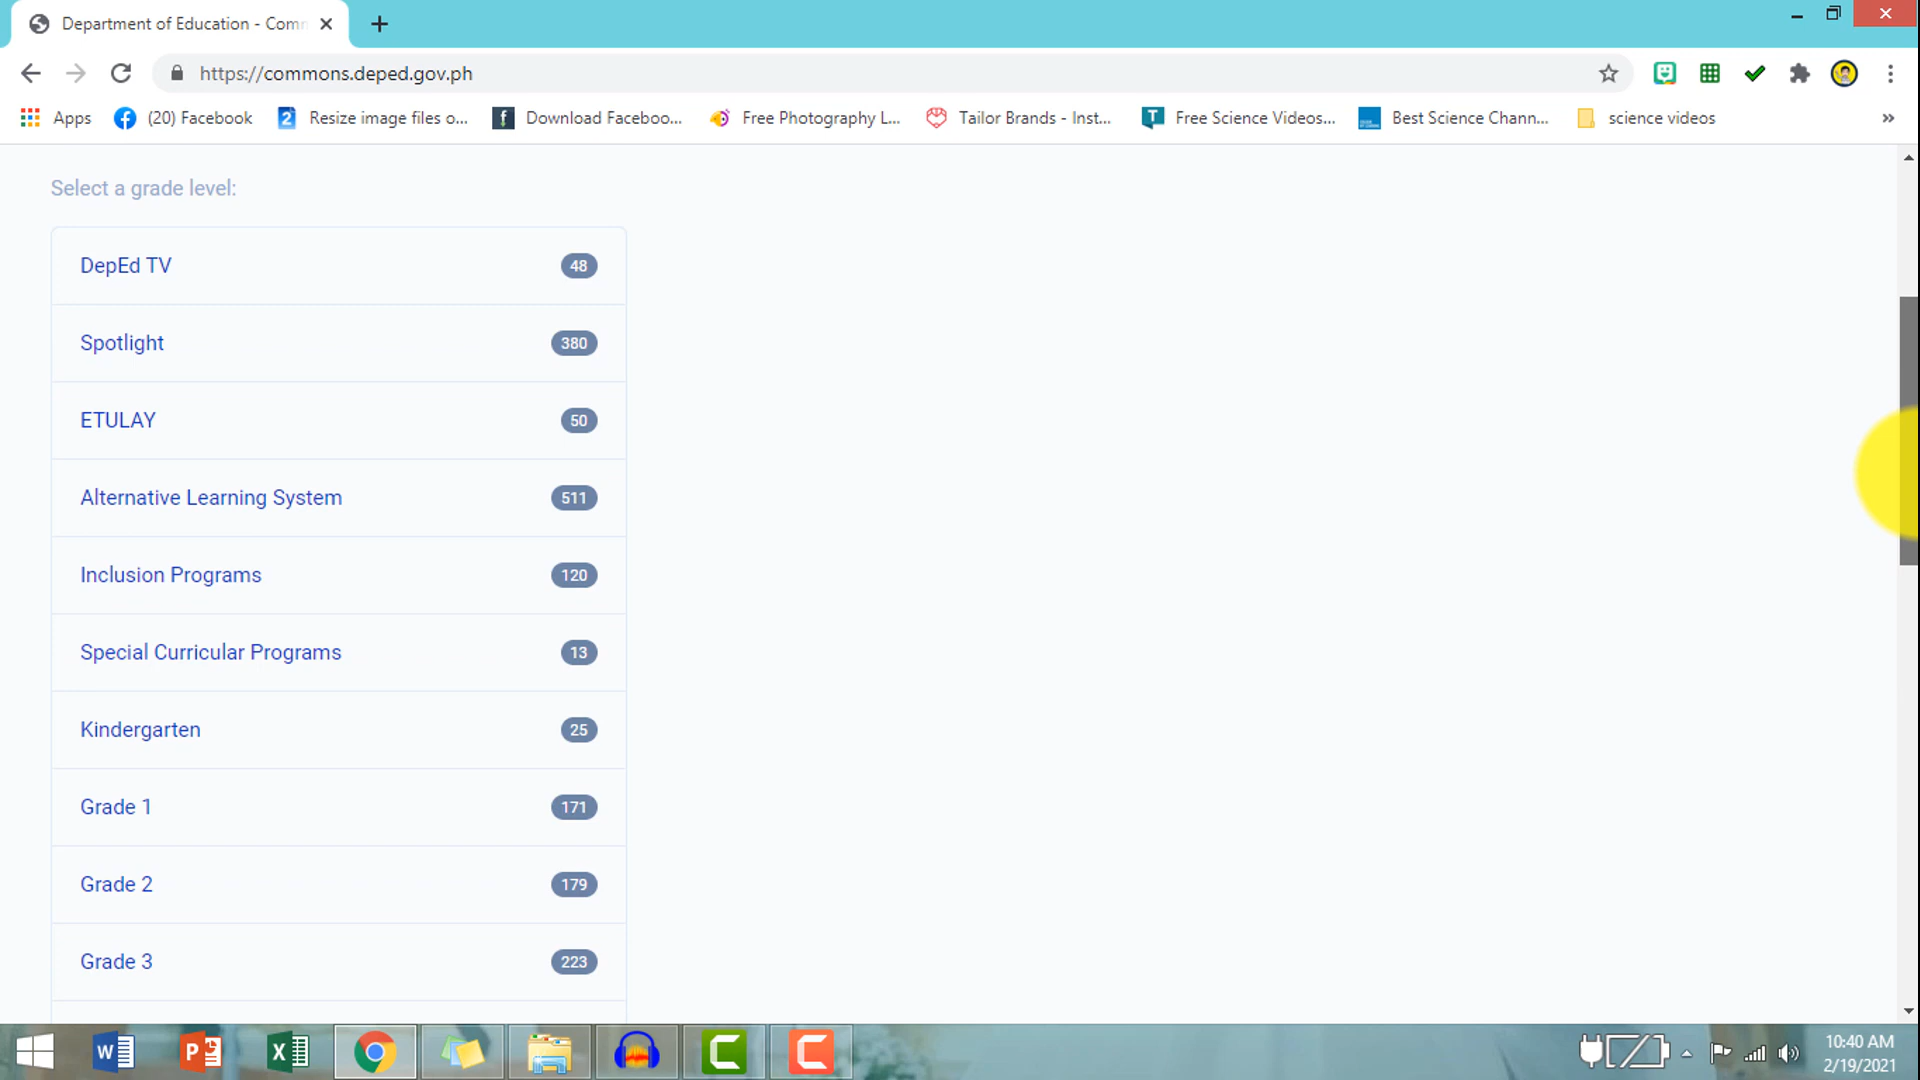 Department of Education - Com
https://commons.deped.gov.ph
Apps (20) Facebook Resize image files o... Download Faceboo... Free Photography L... Tailor Brands - Inst... Free Science Videos... Best Science Chann... science videos »
Select a grade level:
DepEd TV 48
Spotlight 380
ETULAY 50
Alternative Learning System 511
Inclusion Programs 120
Special Curricular Programs 13
Kindergarten 25
Grade 1 171
Grade 2 179
Grade 3 223
10:40 AM
2/19/2021